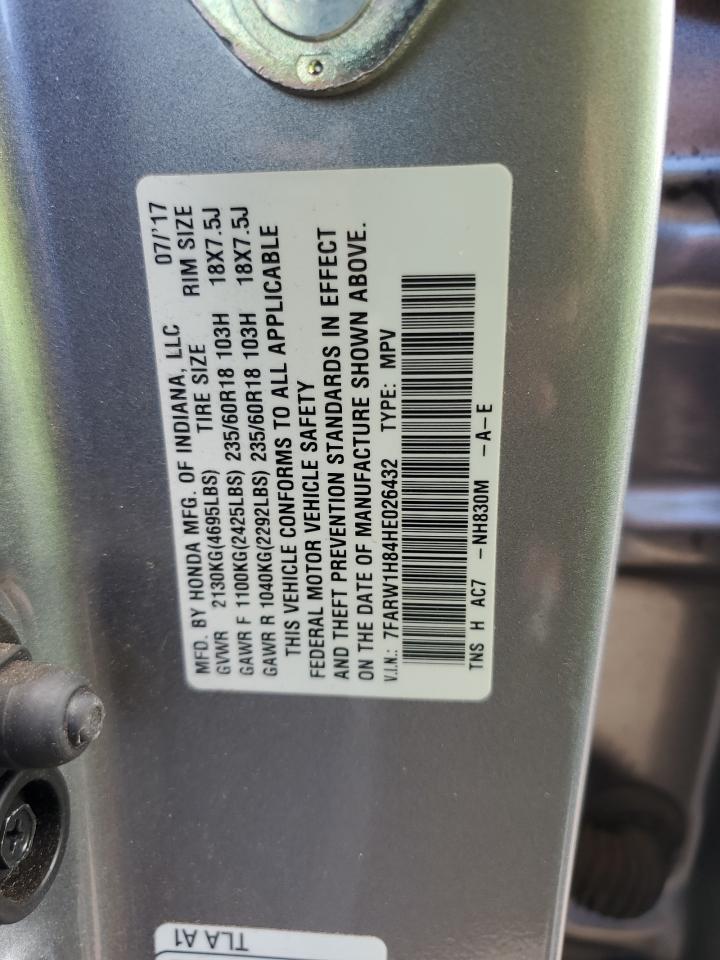 MFD. BY HONDA MFG. OF INDIANA, LLC 07/'17
GVWR 2130KG(4695LBS) TIRE SIZE RIM SIZE
GAWR F 1100KG(2425LBS) 235/60R18 103H 18X7.5J
GAWR R 1040KG(2292LBS) 235/60R18 103H 18X7.5J
THIS VEHICLE CONFORMS TO ALL APPLICABLE
FEDERAL MOTOR VEHICLE SAFETY
AND THEFT PREVENTION STANDARDS IN EFFECT
ON THE DATE OF MANUFACTURE SHOWN ABOVE.
V.I.N.: 7FARW1H84HE026432 TYPE: MPV
TNS H AC7 -NH830M -A-E
TLA A1